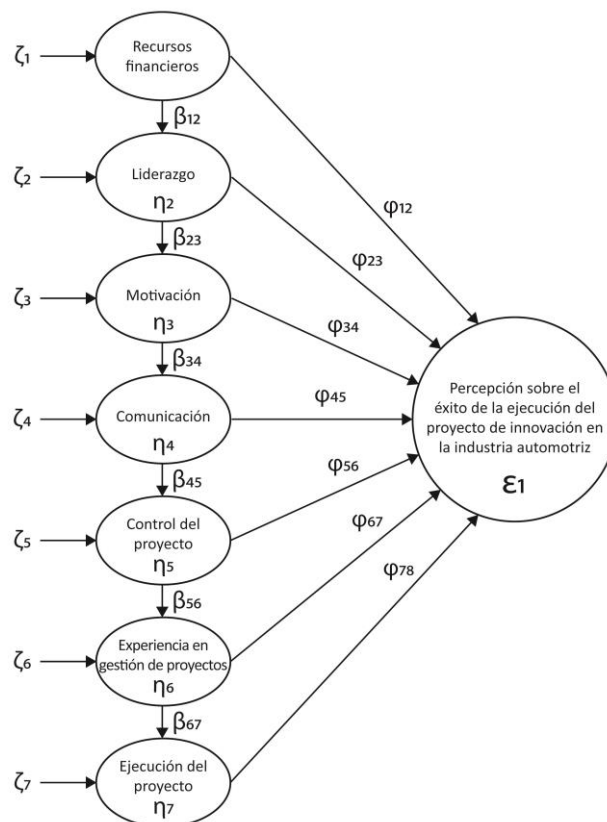 ζ1
Recursos
financieros
β12
ζ2
Liderazgo
η2
φ12
β23
φ23
ζ3
Motivación
η3
φ34
β34
ζ4
Comunicación
η4
φ45
Percepción sobre el
éxito de la ejecución del
proyecto de innovación en
la industria automotriz
ε1
β45
φ56
ζ5
Control del
proyecto
η5
φ67
φ78
β56
ζ6
Experiencia en
gestión de proyectos
η6
β67
ζ7
Ejecución del
proyecto
η7